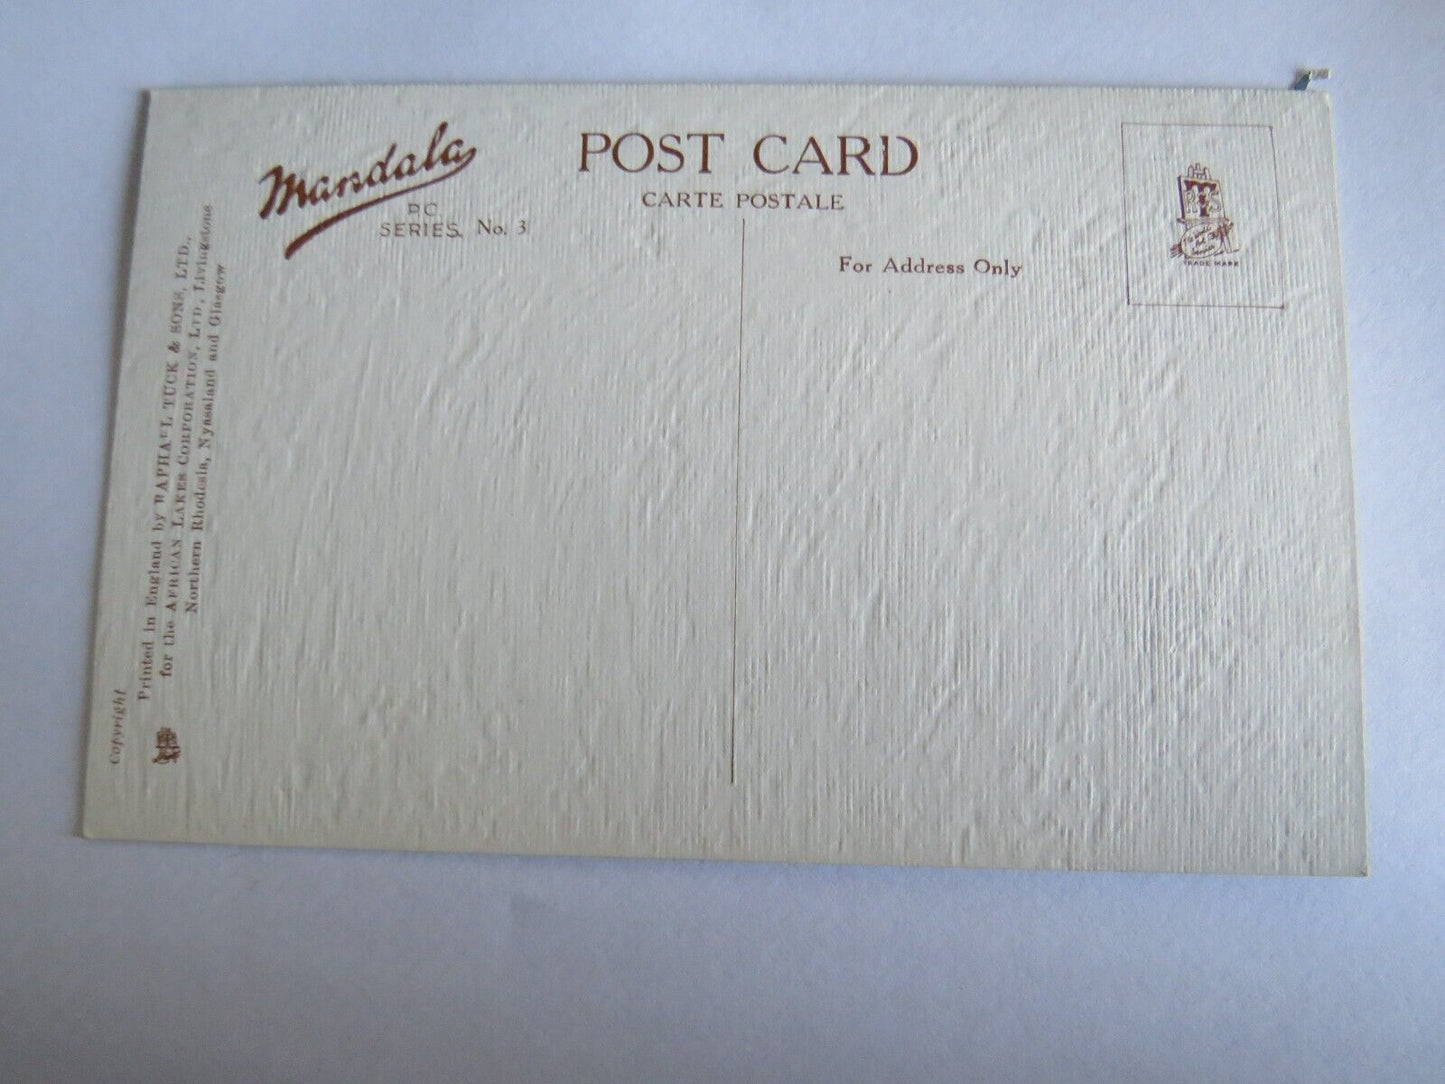 Mandala
P.C.
SERIES. No. 3
POST CARD
CARTE POSTALE
For Address Only
TRADE MARK
Copyright
Printed in England by RAPHAEL TUCK & SONS, LTD.,
for the AFRICAN LAKES CORPORATION, LTD, Livingstone
Northern Rhodesia, Nyasaland and Glasgow